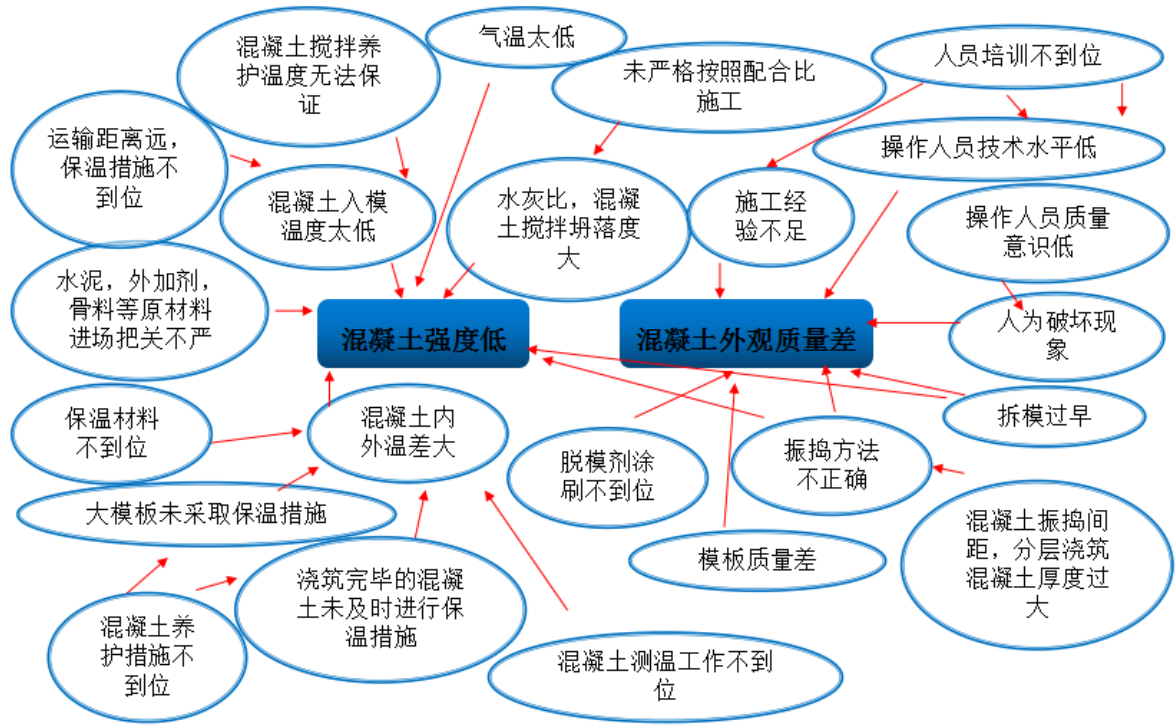 混凝土搅拌养
护温度无法保
证
气温太低
未严格按照配合比
施工
人员培训不到位
运输距离远，
保温措施不
到位
操作人员技术水平低
混凝土入模
温度太低
水灰比，混凝
土搅拌坍落度
大
施工经
验不足
操作人员质量
意识低
水泥，外加剂，
骨料等原材料
进场把关不严
混凝土强度低
混凝土外观质量差
人为破坏现
象
保温材料
不到位
混凝土内
外温差大
拆模过早
脱模剂涂
刷不到位
振捣方法
不正确
大模板未采取保温措施
混凝土振捣间
距，分层浇筑
混凝土厚度过
大
模板质量差
浇筑完毕的混凝
土未及时进行保
温措施
混凝土养
护措施不
到位
混凝土测温工作不到
位